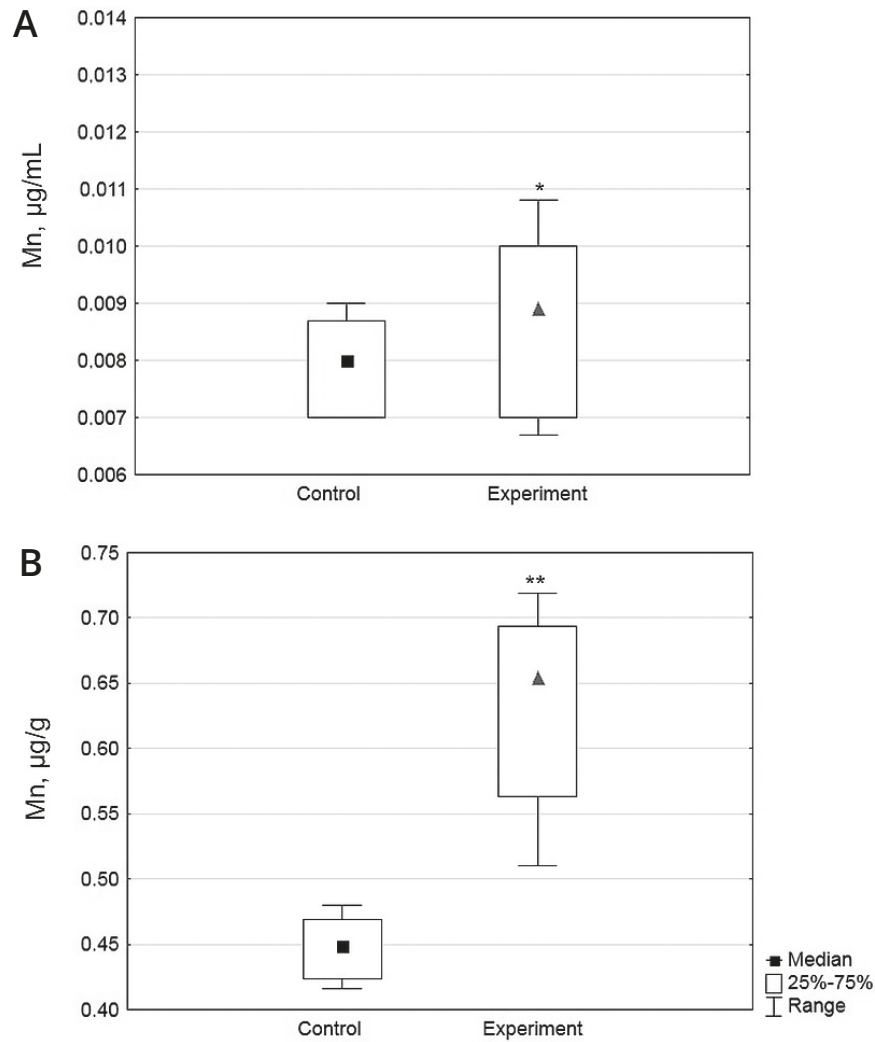 A
0.014
0.013
0.012
0.011
0.010
0.009
0.008
0.007
0.006
Mn, µg/mL
*
Control
Experiment
B
0.75
0.70
0.65
0.60
0.55
0.50
0.45
0.40
Mn, µg/g
**
Control
Experiment
Median
25%-75%
Range